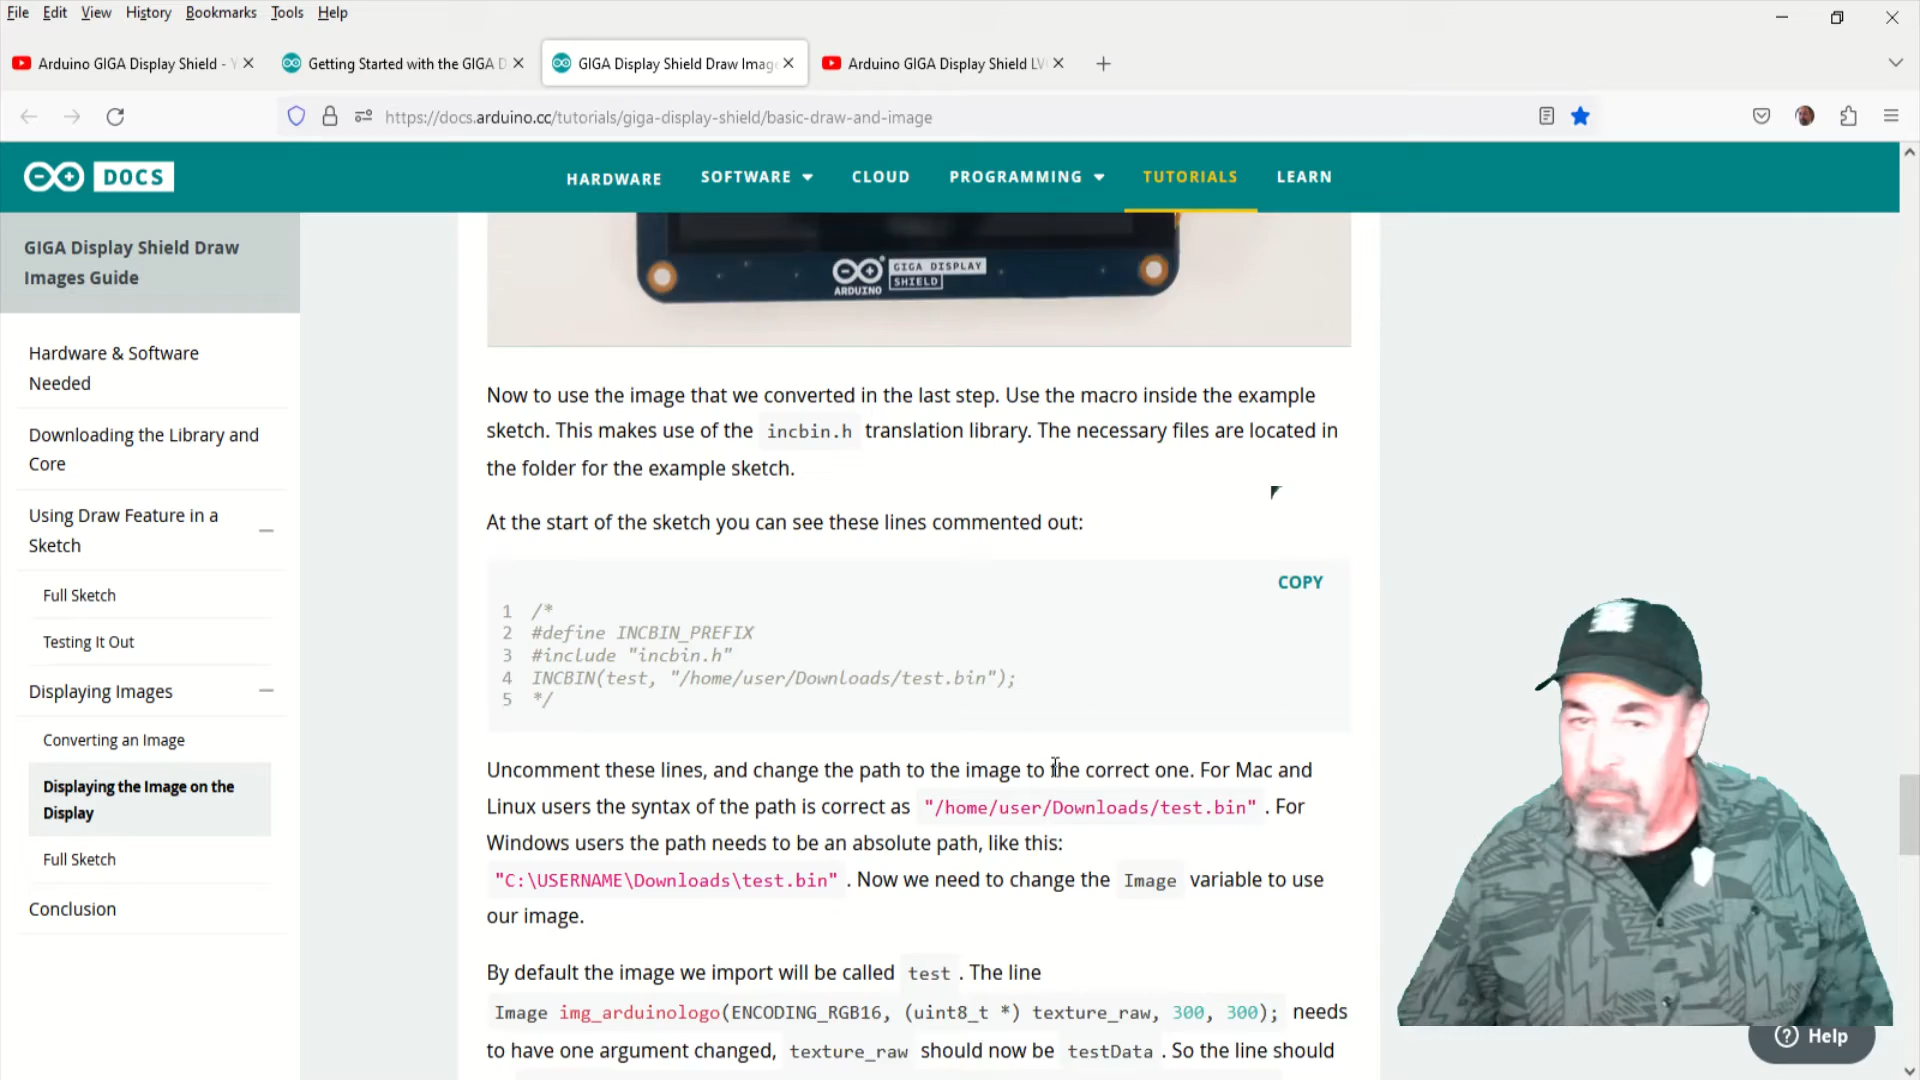 File Edit View History Bookmarks Tools Help
Arduino GIGA Display Shield - Getting Started with the GIGA D GIGA Display Shield Draw Imag Arduino GIGA Display Shield LV
https://docs.arduino.cc/tutorials/giga-display-shield/basic-draw-and-image
DOCS HARDWARE SOFTWARE CLOUD PROGRAMMING TUTORIALS LEARN
GIGA Display Shield Draw
Images Guide
Hardware & Software
Needed
Downloading the Library and
Core
Using Draw Feature in a
Sketch
Full Sketch
Testing It Out
Displaying Images
Converting an Image
Displaying the Image on the
Display
Full Sketch
Conclusion
ARDUINO
GIGA DISPLAY
SHIELD
Now to use the image that we converted in the last step. Use the macro inside the example
sketch. This makes use of the incbin.h translation library. The necessary files are located in
the folder for the example sketch.
At the start of the sketch you can see these lines commented out:
COPY
1 /*
2 #define INCBIN_PREFIX
3 #include "incbin.h"
4 INCBIN(test, "/home/user/Downloads/test.bin");
5 */
Uncomment these lines, and change the path to the image to the correct one. For Mac and
Linux users the syntax of the path is correct as "/home/user/Downloads/test.bin" . For
Windows users the path needs to be an absolute path, like this:
"C:\USERNAME\Downloads\test.bin" . Now we need to change the Image variable to use
our image.
By default the image we import will be called test . The line
Image img_arduinologo(ENCODING_RGB16, (uint8_t *) texture_raw, 300, 300); needs
to have one argument changed, texture_raw should now be testData . So the line should
Help